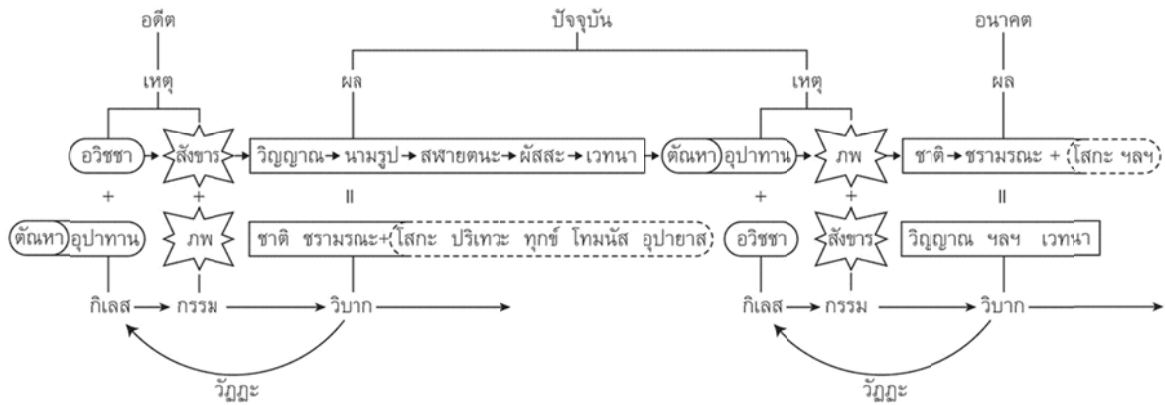 อดีต ปัจจุบัน อนาคต
เหตุ ผล เหตุ ผล
อวิชชา สังขาร วิญญาณ นามรูป สฬายตนะ ผัสสะ เวทนา ตัณหา อุปาทาน ภพ ชาติ ชรามรณะ + โสกะ ฯลฯ
+ + = + + =
ตัณหา อุปาทาน ภพ ชาติ ชรามรณะ+ โสกะ ปริเทวะ ทุกข์ โทมนัส อุปายาส อวิชชา สังขาร วิญญาณ ฯลฯ เวทนา
กิเลส กรรม วิบาก กิเลส กรรม วิบาก
วัฏฏะ วัฏฏะ